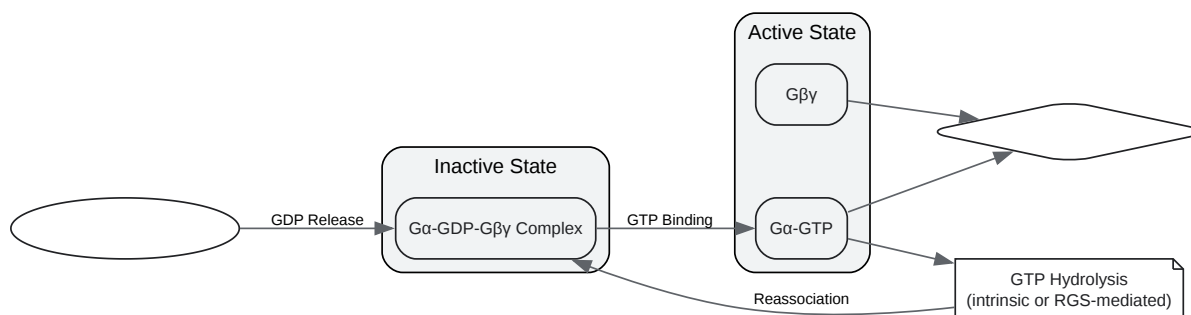 Active State
Gβγ
Inactive State
GDP Release
Gα-GDP-Gβγ Complex
GTP Binding
Gα-GTP
GTP Hydrolysis
(intrinsic or RGS-mediated)
Reassociation